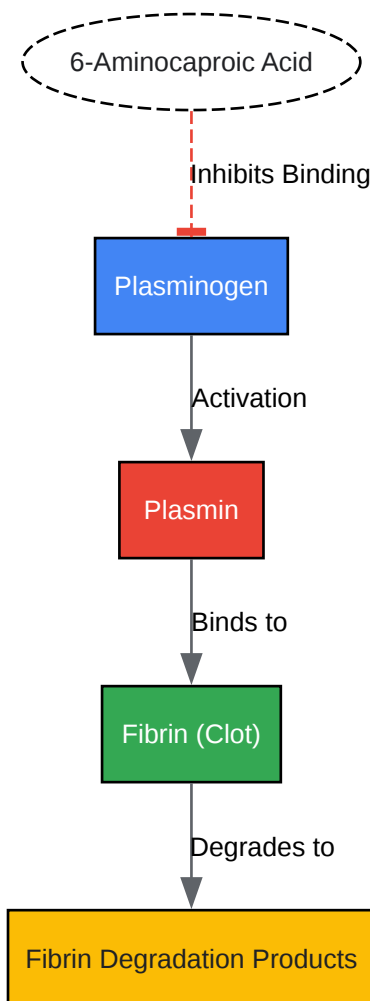 6-Aminocaproic Acid
Inhibits Binding
Plasminogen
Activation
Plasmin
Binds to
Fibrin (Clot)
Degrades to
Fibrin Degradation Products